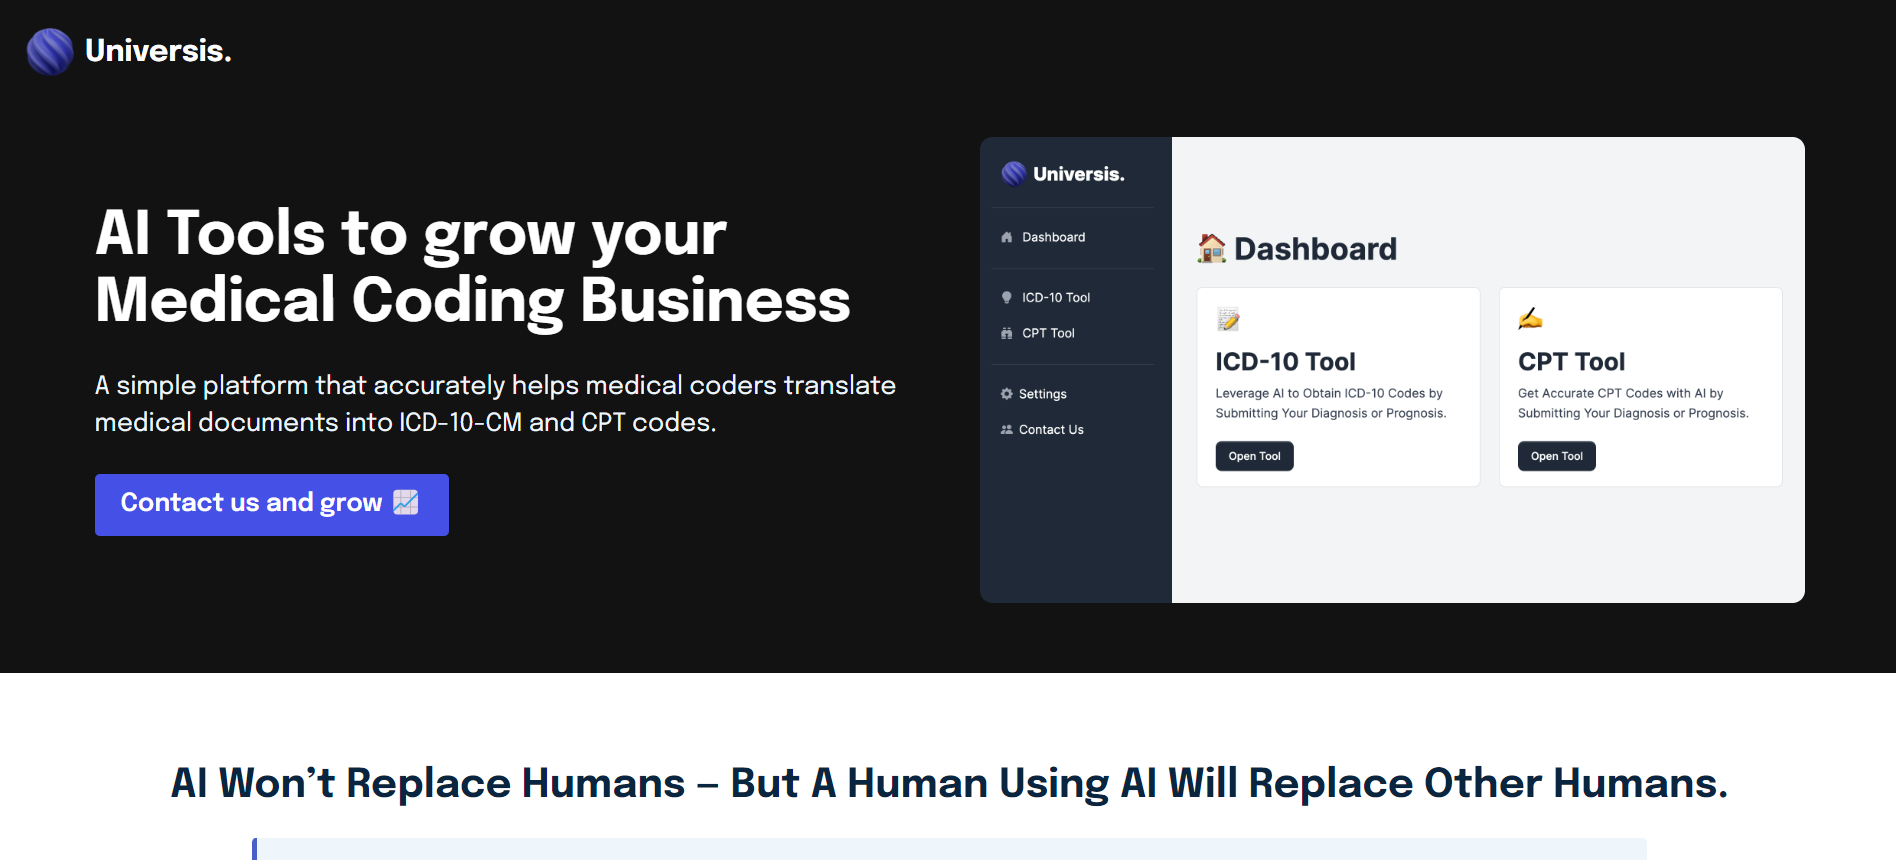 Universis.
AI Tools to grow your
Medical Coding Business
A simple platform that accurately helps medical coders translate
medical documents into ICD-10-CM and CPT codes.
Contact us and grow 📈
Universis.
Dashboard
ICD-10 Tool
CPT Tool
Settings
Contact Us
🏠 Dashboard
📝
ICD-10 Tool
Leverage AI to Obtain ICD-10 Codes by
Submitting Your Diagnosis or Prognosis.
Open Tool
✍️
CPT Tool
Get Accurate CPT Codes with AI by
Submitting Your Diagnosis or Prognosis.
Open Tool
AI Won’t Replace Humans – But A Human Using AI Will Replace Other Humans.